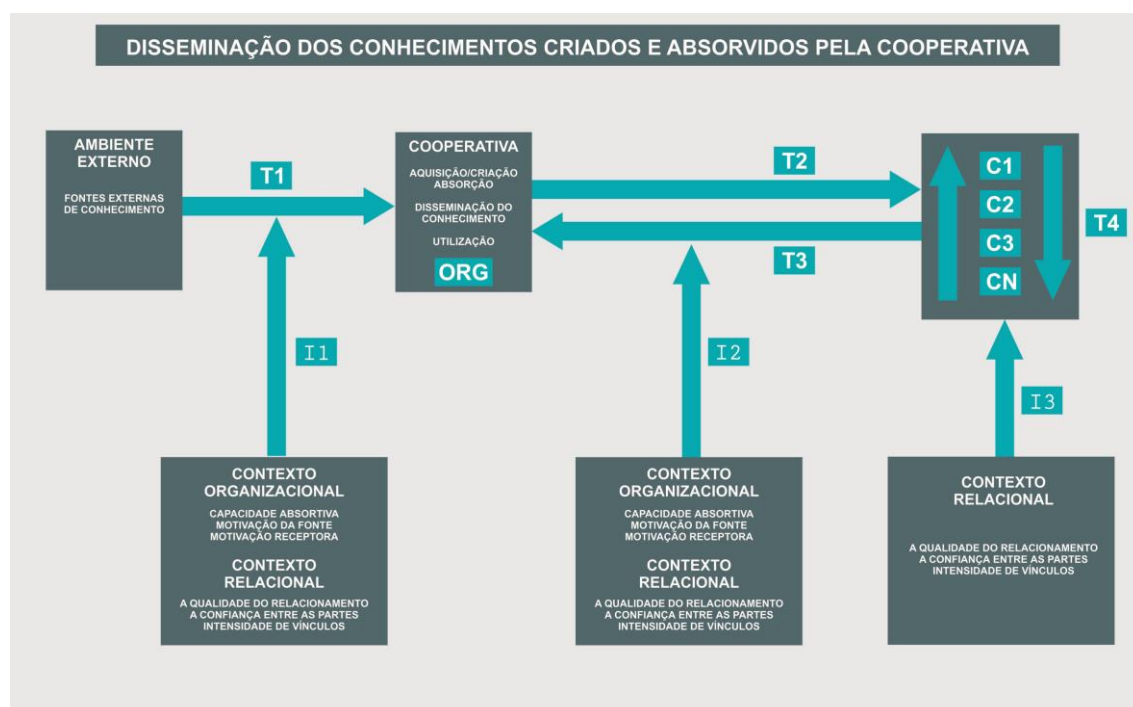 DISSEMINAÇÃO DOS CONHECIMENTOS CRIADOS E ABSORVIDOS PELA COOPERATIVA
AMBIENTE
EXTERNO
FONTES EXTERNAS
DE CONHECIMENTO
T1
COOPERATIVA
AQUISIÇÃO/CRIAÇÃO
ABSORÇÃO
DISSEMINAÇÃO DO
CONHECIMENTO
UTILIZAÇÃO
ORG
T2
T3
C1
C2
C3
CN
T4
I1
I2
I3
CONTEXTO
ORGANIZACIONAL
CAPACIDADE ABSORTIVA
MOTIVAÇÃO DA FONTE
MOTIVAÇÃO RECEPTORA
CONTEXTO
RELACIONAL
A QUALIDADE DO RELACIONAMENTO
A CONFIANÇA ENTRE AS PARTES
INTENSIDADE DE VÍNCULOS
CONTEXTO
ORGANIZACIONAL
CAPACIDADE ABSORTIVA
MOTIVAÇÃO DA FONTE
MOTIVAÇÃO RECEPTORA
CONTEXTO
RELACIONAL
A QUALIDADE DO RELACIONAMENTO
A CONFIANÇA ENTRE AS PARTES
INTENSIDADE DE VÍNCULOS
CONTEXTO
RELACIONAL
A QUALIDADE DO RELACIONAMENTO
A CONFIANÇA ENTRE AS PARTES
INTENSIDADE DE VÍNCULOS